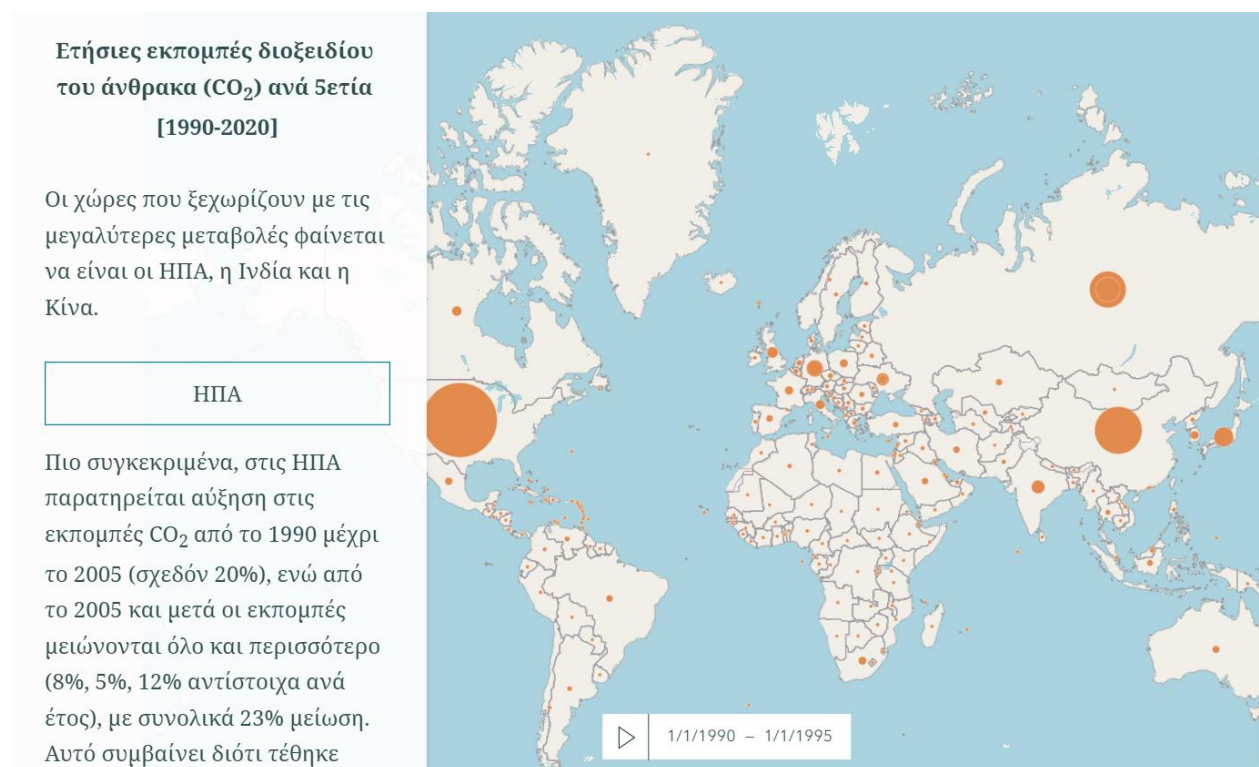 Ετήσιες εκπομπές διοξειδίου
του άνθρακα (CO₂) ανά 5ετία
[1990-2020]
Οι χώρες που ξεχωρίζουν με τις
μεγαλύτερες μεταβολές φαίνεται
να είναι οι ΗΠΑ, η Ινδία και η
Κίνα.
ΗΠΑ
Πιο συγκεκριμένα, στις ΗΠΑ
παρατηρείται αύξηση στις
εκπομπές CO₂ από το 1990 μέχρι
το 2005 (σχεδόν 20%), ενώ από
το 2005 και μετά οι εκπομπές
μειώνονται όλο και περισσότερο
(8%, 5%, 12% αντίστοιχα ανά
έτος), με συνολικά 23% μείωση.
Αυτό συμβαίνει διότι τέθηκε
1/1/1990 – 1/1/1995